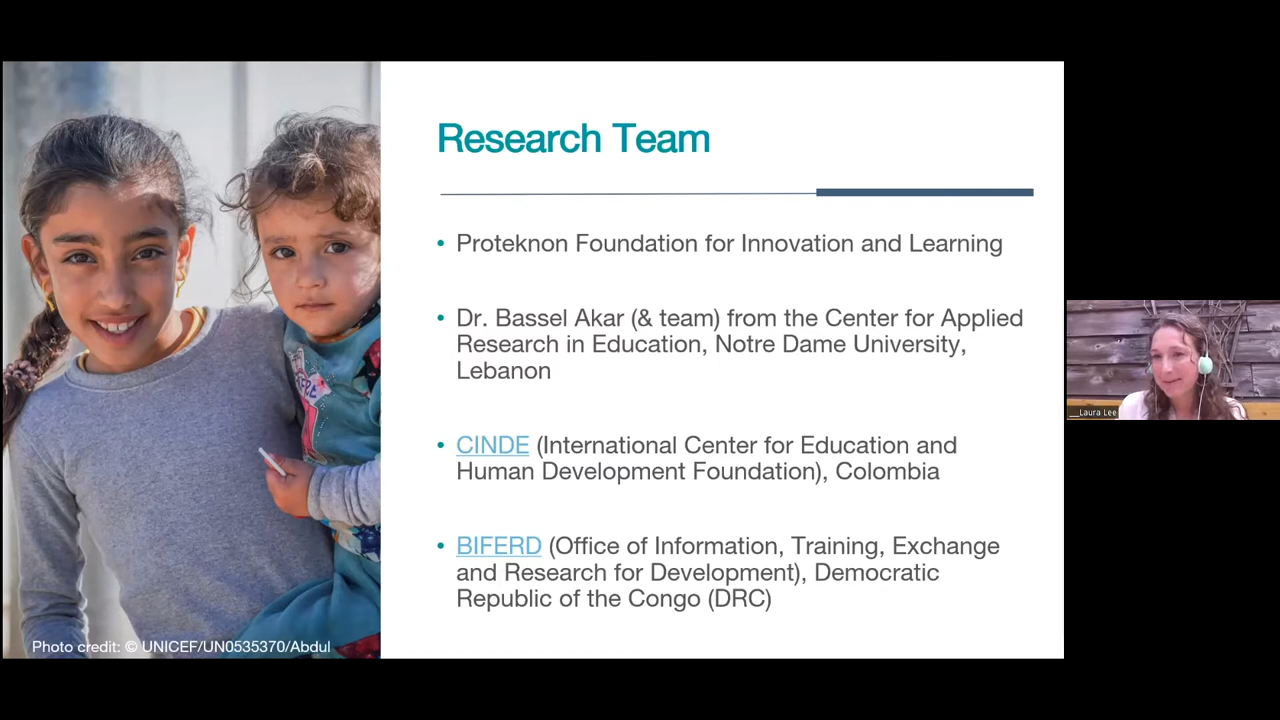 Research Team
• Proteknon Foundation for Innovation and Learning
• Dr. Bassel Akar (& team) from the Center for Applied
Research in Education, Notre Dame University,
Lebanon
• CINDE (International Center for Education and
Human Development Foundation), Colombia
• BIFERD (Office of Information, Training, Exchange
and Research for Development), Democratic
Republic of the Congo (DRC)
Photo credit: © UNICEF/UN0535370/Abdul
__Laura Lee